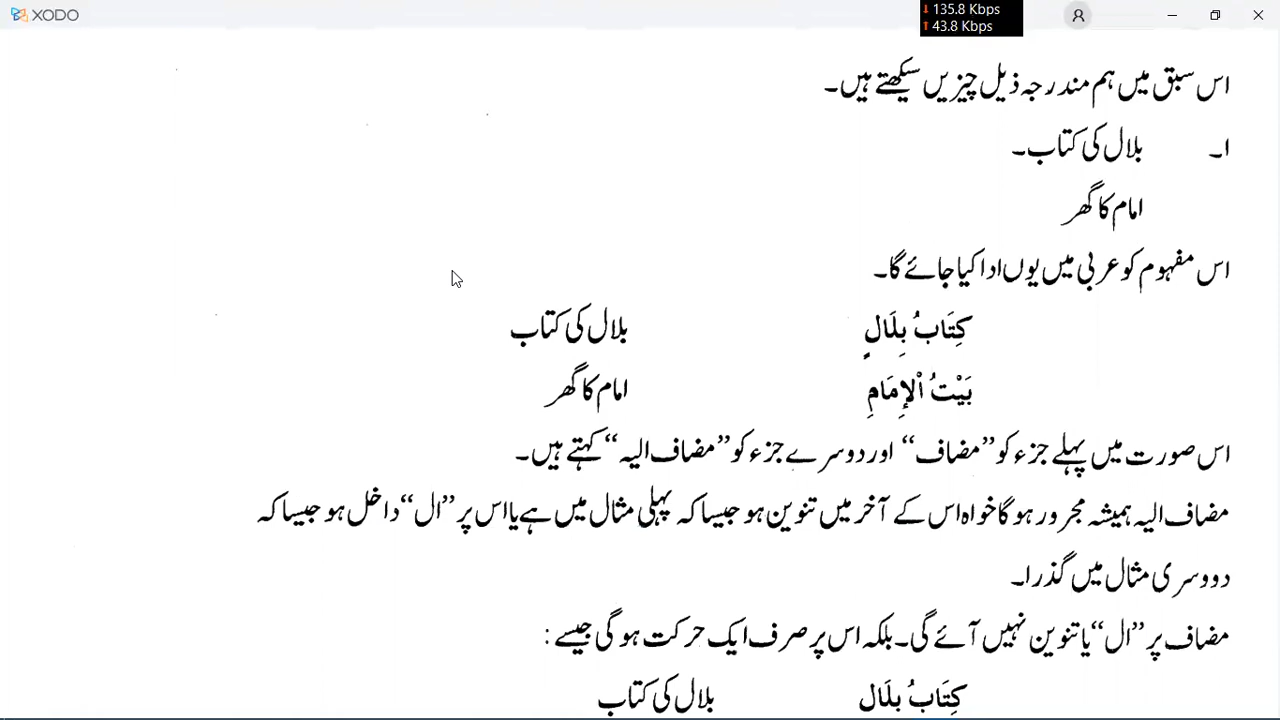 XODO
135.8 Kbps
43.8 Kbps
اس سبق میں ہم مندرجہ ذیل چیزیں سیکھتے ہیں۔
۱۔ بلال کی کتاب۔
امام کا گھر
اس مفہوم کو عربی میں یوں ادا کیا جائے گا۔
كِتَابُ بِلَالٍ بلال کی کتاب
بَيْتُ الْإِمَامِ امام کا گھر
اس صورت میں پہلے جزء کو ”مضاف“ اور دوسرے جزء کو ”مضاف الیہ“ کہتے ہیں۔
مضاف الیہ ہمیشہ مجرور ہو گا خواہ اس کے آخر میں تنوین ہو جیسا کہ پہلی مثال میں ہے یا اس پر ”ال“ داخل ہو جیسا کہ
دوسری مثال میں گذرا۔
مضاف پر ”ال“ یا تنوین نہیں آئے گی۔ بلکہ اس پر صرف ایک حرکت ہو گی جیسے :
كِتَابُ بلَال بلال کی کتاب